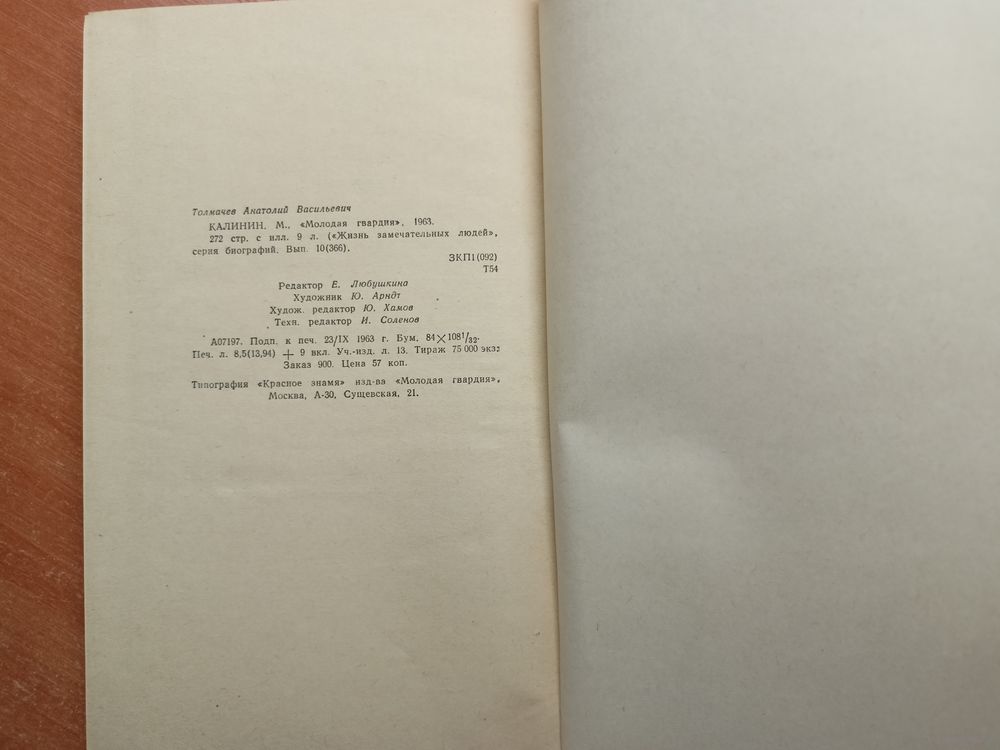 Толмачев Анатолий Васильевич
КАЛИНИН. М., «Молодая гвардия», 1963.
272 стр. с илл. 9 л. («Жизнь замечательных людей»,
серия биографий. Вып. 10(366).
ЗКП1(092)
Т54
Редактор Е. Любушкина
Художник Ю. Арндт
Худож. редактор Ю. Хамов
Техн. редактор И. Соленов
А07197. Подп. к печ. 23/IX 1963 г. Бум. 84×108¹/₃₂.
Печ. л. 8,5(13,94) + 9 вкл. Уч.-изд. л. 13. Тираж 75 000 экз.
Заказ 900. Цена 57 коп.
Типография «Красное знамя» изд-ва «Молодая гвардия».
Москва, А-30, Сущевская, 21.